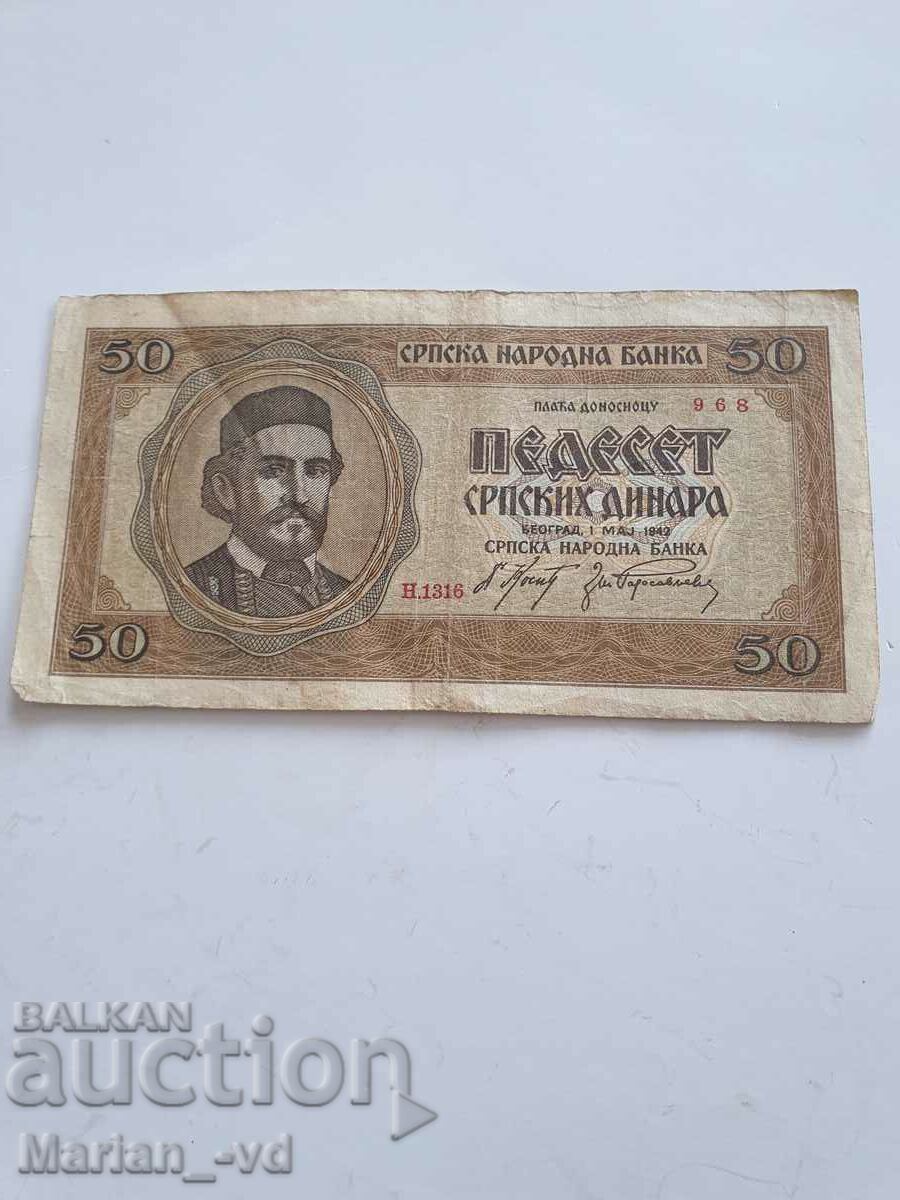 50
СРПСКА НАРОДНА БАНКА
50
ПЛАЋА ДОНОСИОЦУ
968
ПЕДЕСЕТ
СРПСКИХ ДИНАРА
БЕОГРАД, 1 МАЈ 1942
СРПСКА НАРОДНА БАНКА
Н.1316
50
50
BALKAN
auction
Marian_-vd